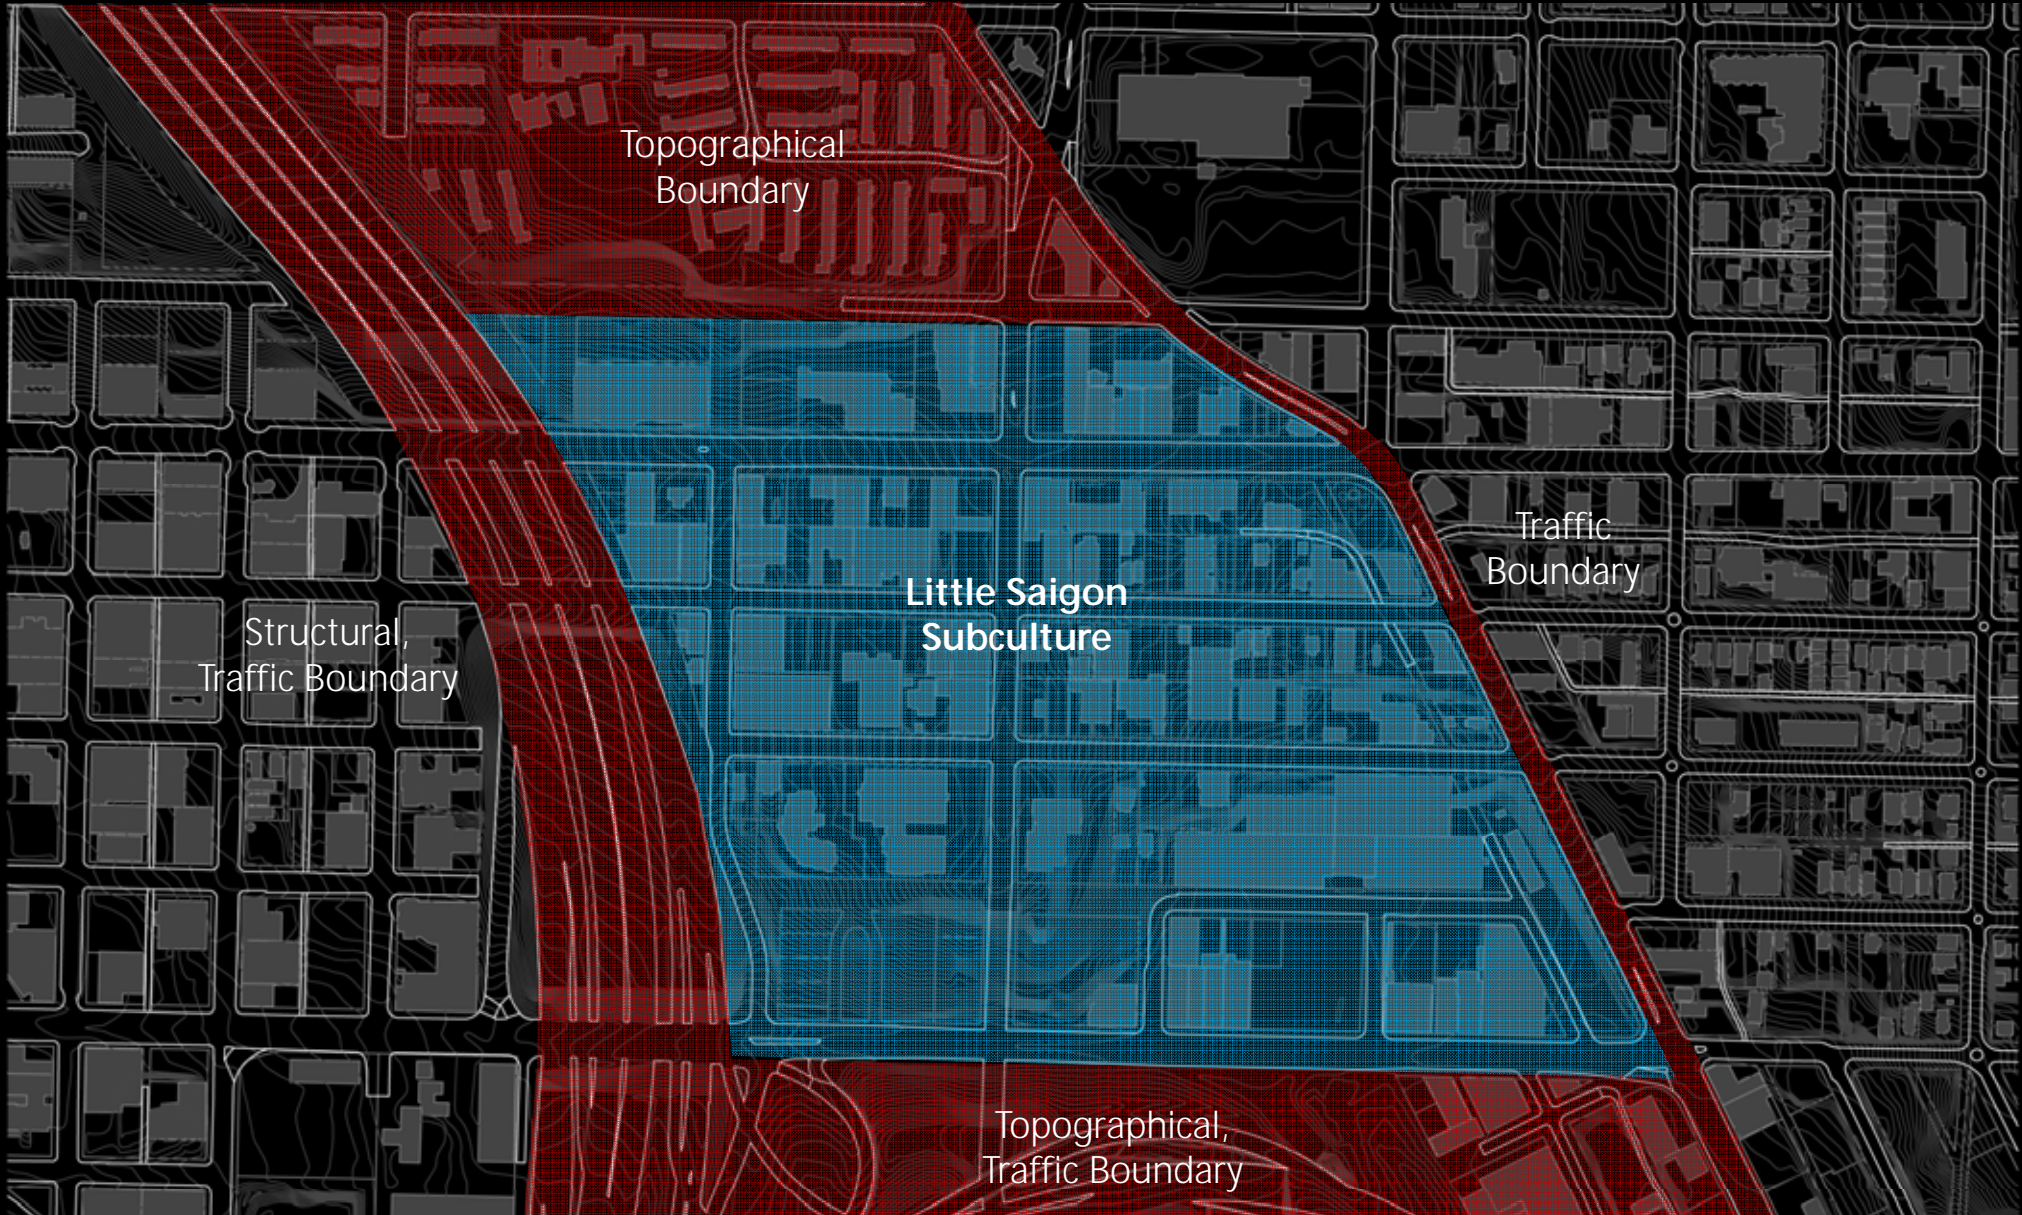 Topographical
Boundary
Traffic
Boundary
Little Saigon
Subculture
Structural,
Traffic Boundary
Topographical,
Traffic Boundary